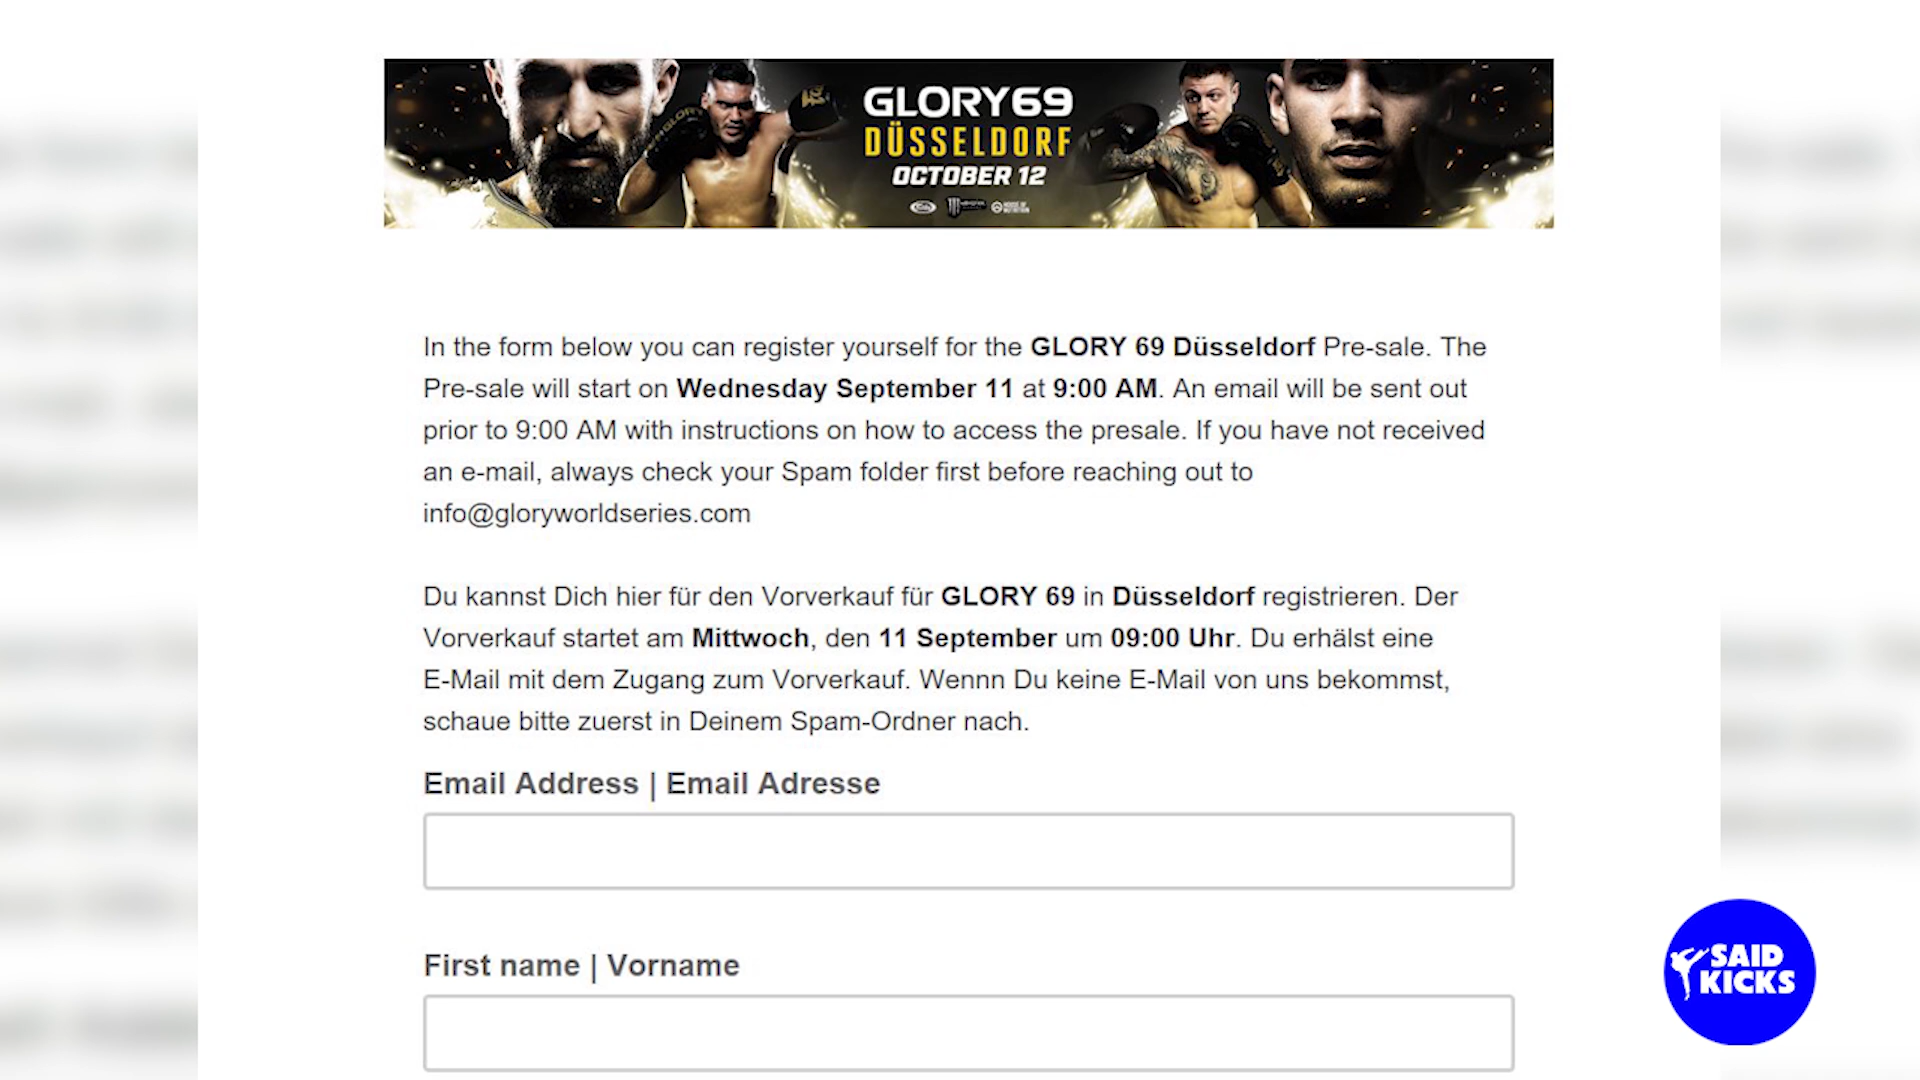 GLORY69
DÜSSELDORF
OCTOBER 12
In the form below you can register yourself for the GLORY 69 Düsseldorf Pre-sale. The
Pre-sale will start on Wednesday September 11 at 9:00 AM. An email will be sent out
prior to 9:00 AM with instructions on how to access the presale. If you have not received
an e-mail, always check your Spam folder first before reaching out to
info@gloryworldseries.com
Du kannst Dich hier für den Vorverkauf für GLORY 69 in Düsseldorf registrieren. Der
Vorverkauf startet am Mittwoch, den 11 September um 09:00 Uhr. Du erhälst eine
E-Mail mit dem Zugang zum Vorverkauf. Wennn Du keine E-Mail von uns bekommst,
schaue bitte zuerst in Deinem Spam-Ordner nach.
Email Address | Email Adresse
First name | Vorname
SAID
KICKS